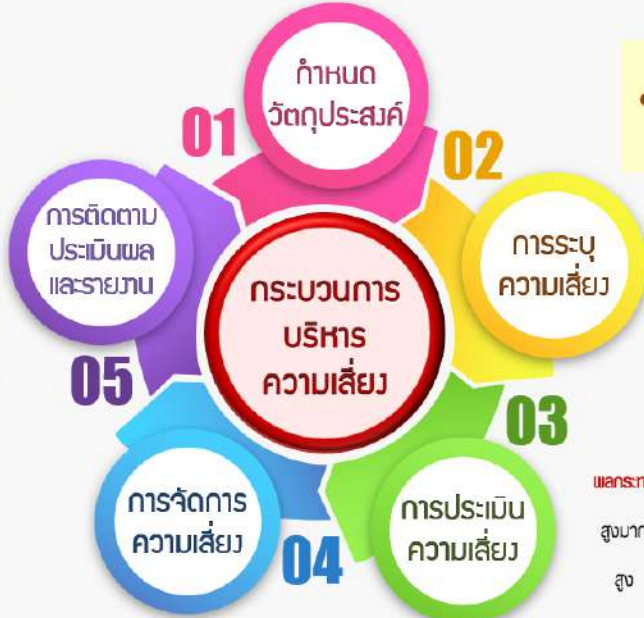 กำหนด
วัตถุประสงค์
01
02
การระบุ
ความเสี่ยง
การติดตาม
ประเมินผล
และรายงาน
กระบวนการ
บริหาร
ความเสี่ยง
05
03
การจัดการ
ความเสี่ยง
04
การประเมิน
ความเสี่ยง
สูงมาก
สูง